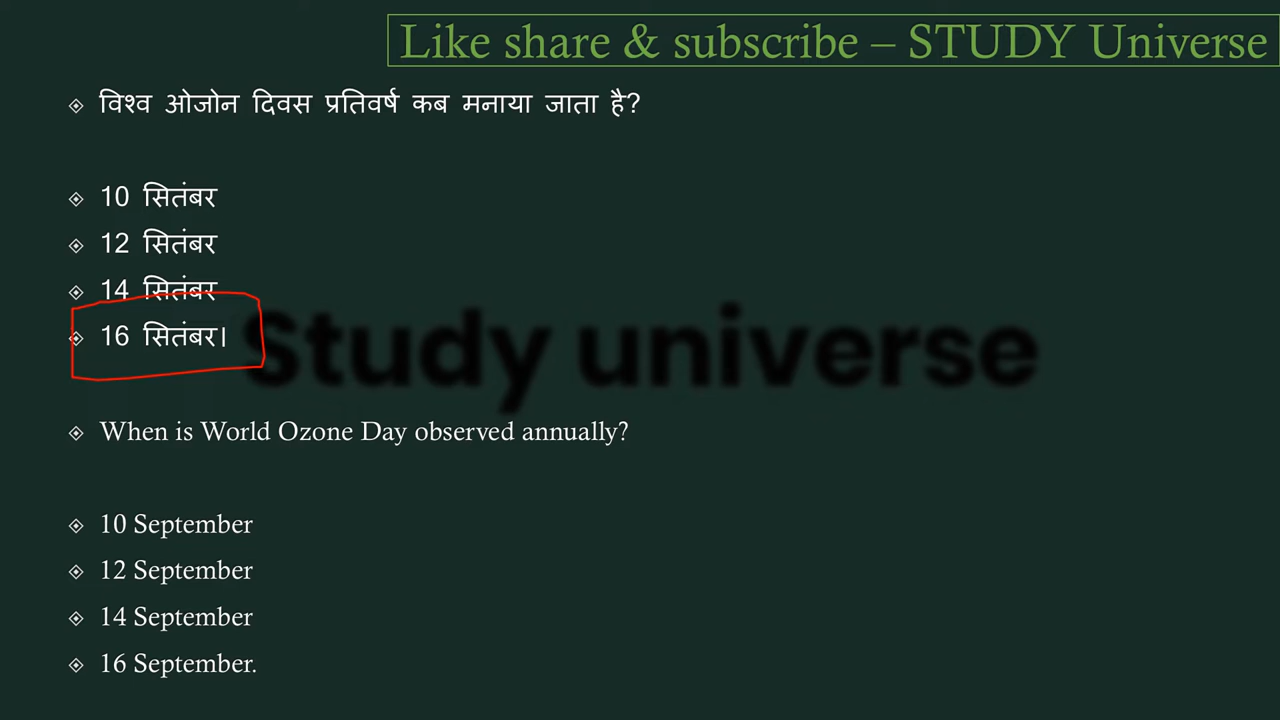 Like share & subscribe – STUDY Universe
विश्व ओजोन दिवस प्रतिवर्ष कब मनाया जाता है?
10 सितंबर
12 सितंबर
14 सितंबर
16 सितंबर।
Study universe
When is World Ozone Day observed annually?
10 September
12 September
14 September
16 September.